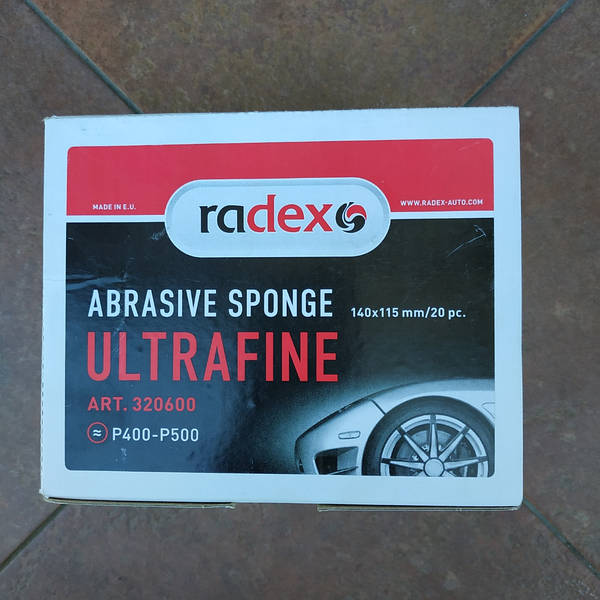 MADE IN E.U.
radex
WWW.RADEX-AUTO.COM
ABRASIVE SPONGE 140x115 mm/20 pc.
ULTRAFINE
ART. 320600
≈ P400-P500